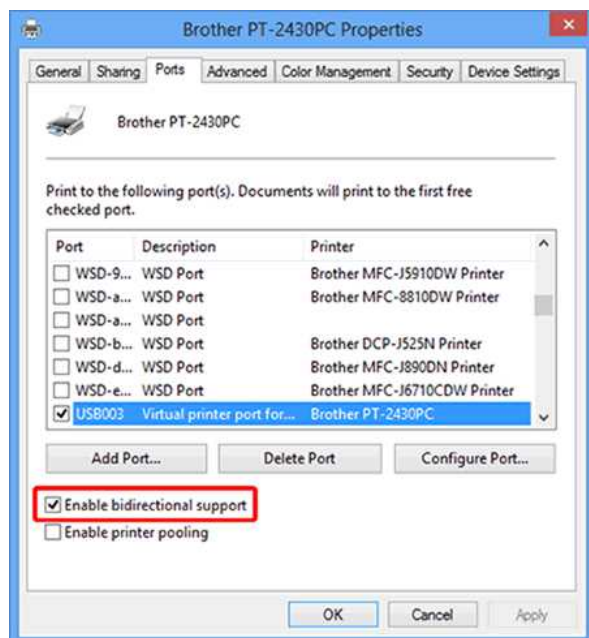 Brother PT-2430PC Properties
General Sharing Ports Advanced Color Management Security Device Settings
Brother PT-2430PC
Print to the following port(s). Documents will print to the first free
checked port.
Port Description Printer
WSD-9... WSD Port Brother MFC-J5910DW Printer
WSD-a... WSD Port Brother MFC-8810DW Printer
WSD-a... WSD Port
WSD-b... WSD Port Brother DCP-J525N Printer
WSD-d... WSD Port Brother MFC-J890DN Printer
WSD-e... WSD Port Brother MFC-J6710CDW Printer
USB003 Virtual printer port for... Brother PT-2430PC
Add Port... Delete Port Configure Port...
Enable bidirectional support
Enable printer pooling
OK Cancel Apply